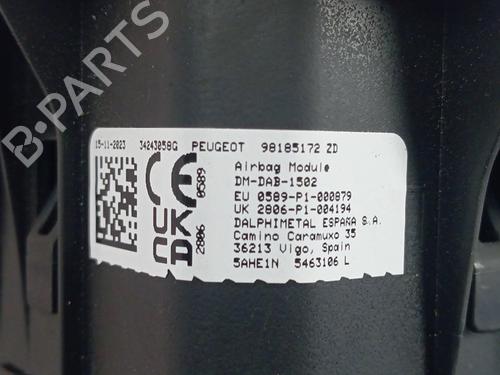 15-11-2023 34243058G PEUGEOT 98185172 ZD
CE 0589
UK CA 2806
Airbag Module
DM-DAB-1502
EU 0589-P1-000879
UK 2806-P1-004194
DALPHIMETAL ESPAÑA S.A.
Camino Caramuxo 35
36213 Vigo, Spain
5AHE1N 5463106 L
B-PARTS